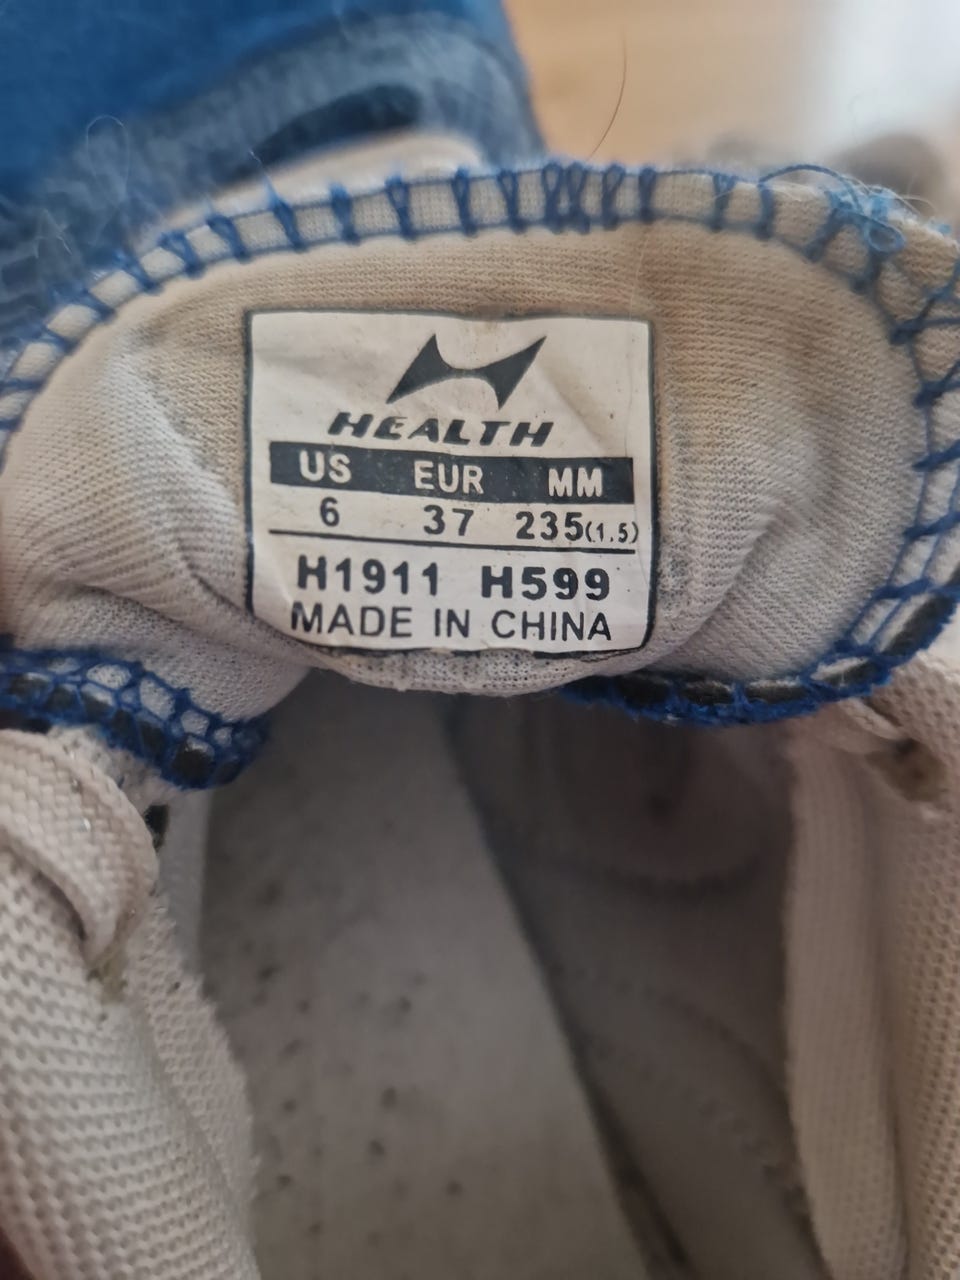 HEALTH
US EUR MM
6 37 235(1.5)
H1911 H599
MADE IN CHINA